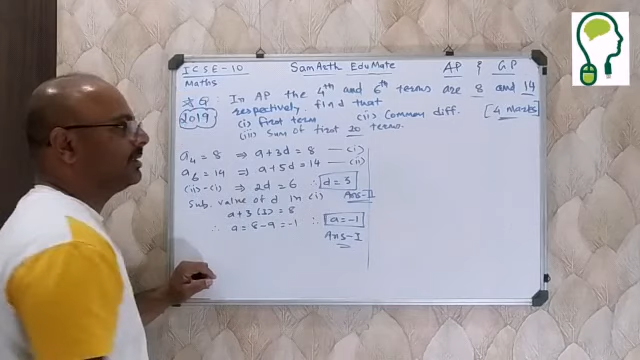 ICSE-10 SamArth EduMate AP & GP
Maths
*Q: In AP the 4th and 6th terms are 8 and 14
2019 respectively. Find that
(i) First term (ii) Common diff. [4 marks]
(iii) Sum of first 20 terms.
a4 = 8 ⇒ a+3d = 8 —(i)
a6 = 14 ⇒ a+5d = 14 —(ii)
(ii)-(i) ⇒ 2d = 6 ∴ d = 3
Sub. value of d in (i) Ans-II
a+3(3) = 8
∴ a = 8-9 = -1 ∴ a = -1
Ans-I